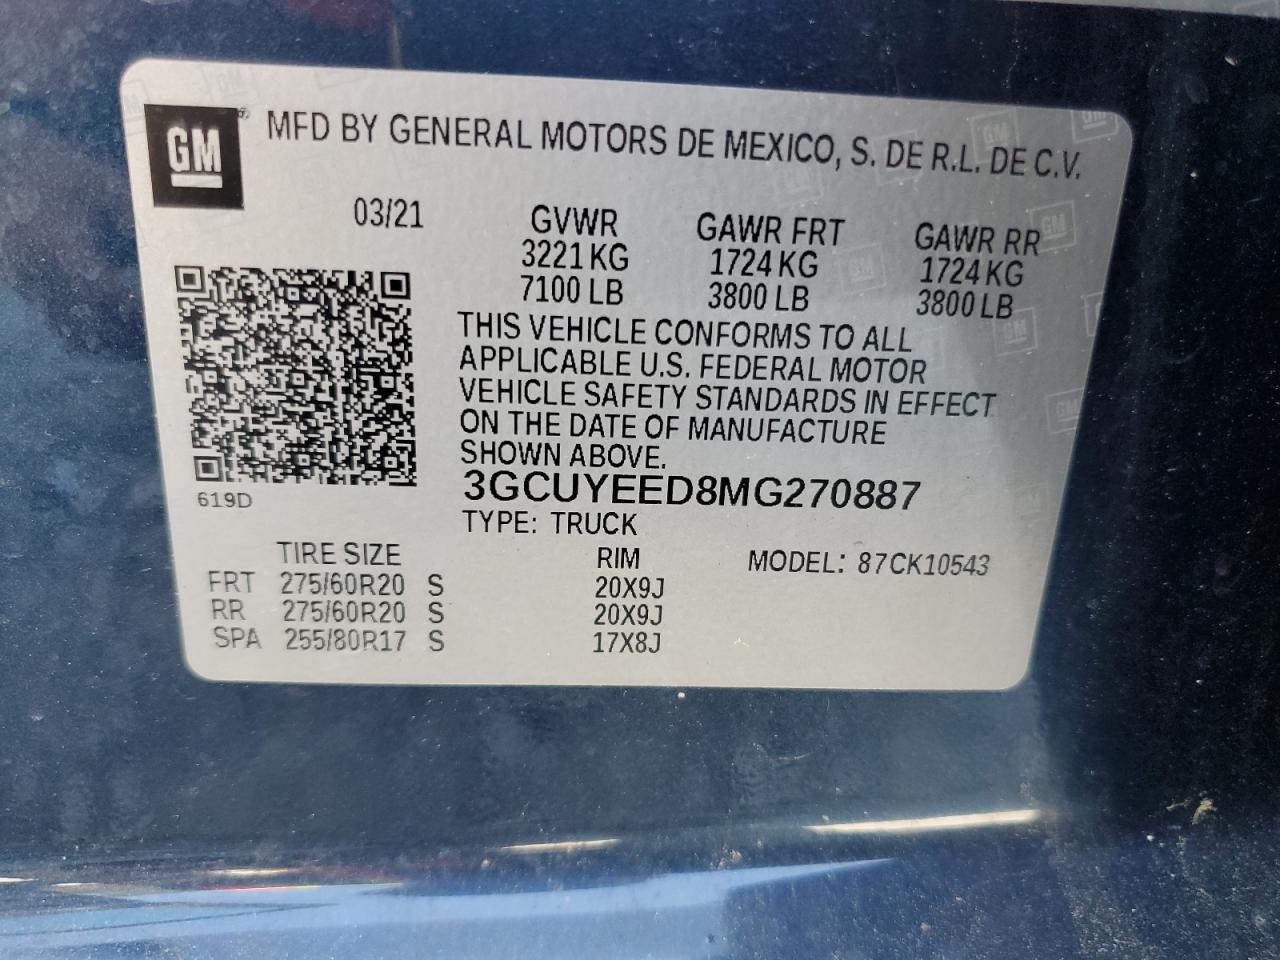 GM ® MFD BY GENERAL MOTORS DE MEXICO, S. DE R.L. DE C.V.
03/21 GVWR GAWR FRT GAWR RR
3221 KG 1724 KG 1724 KG
7100 LB 3800 LB 3800 LB
THIS VEHICLE CONFORMS TO ALL
APPLICABLE U.S. FEDERAL MOTOR
VEHICLE SAFETY STANDARDS IN EFFECT
ON THE DATE OF MANUFACTURE
SHOWN ABOVE.
619D 3GCUYEED8MG270887
TYPE: TRUCK
TIRE SIZE RIM MODEL: 87CK10543
FRT 275/60R20 S 20X9J
RR 275/60R20 S 20X9J
SPA 255/80R17 S 17X8J